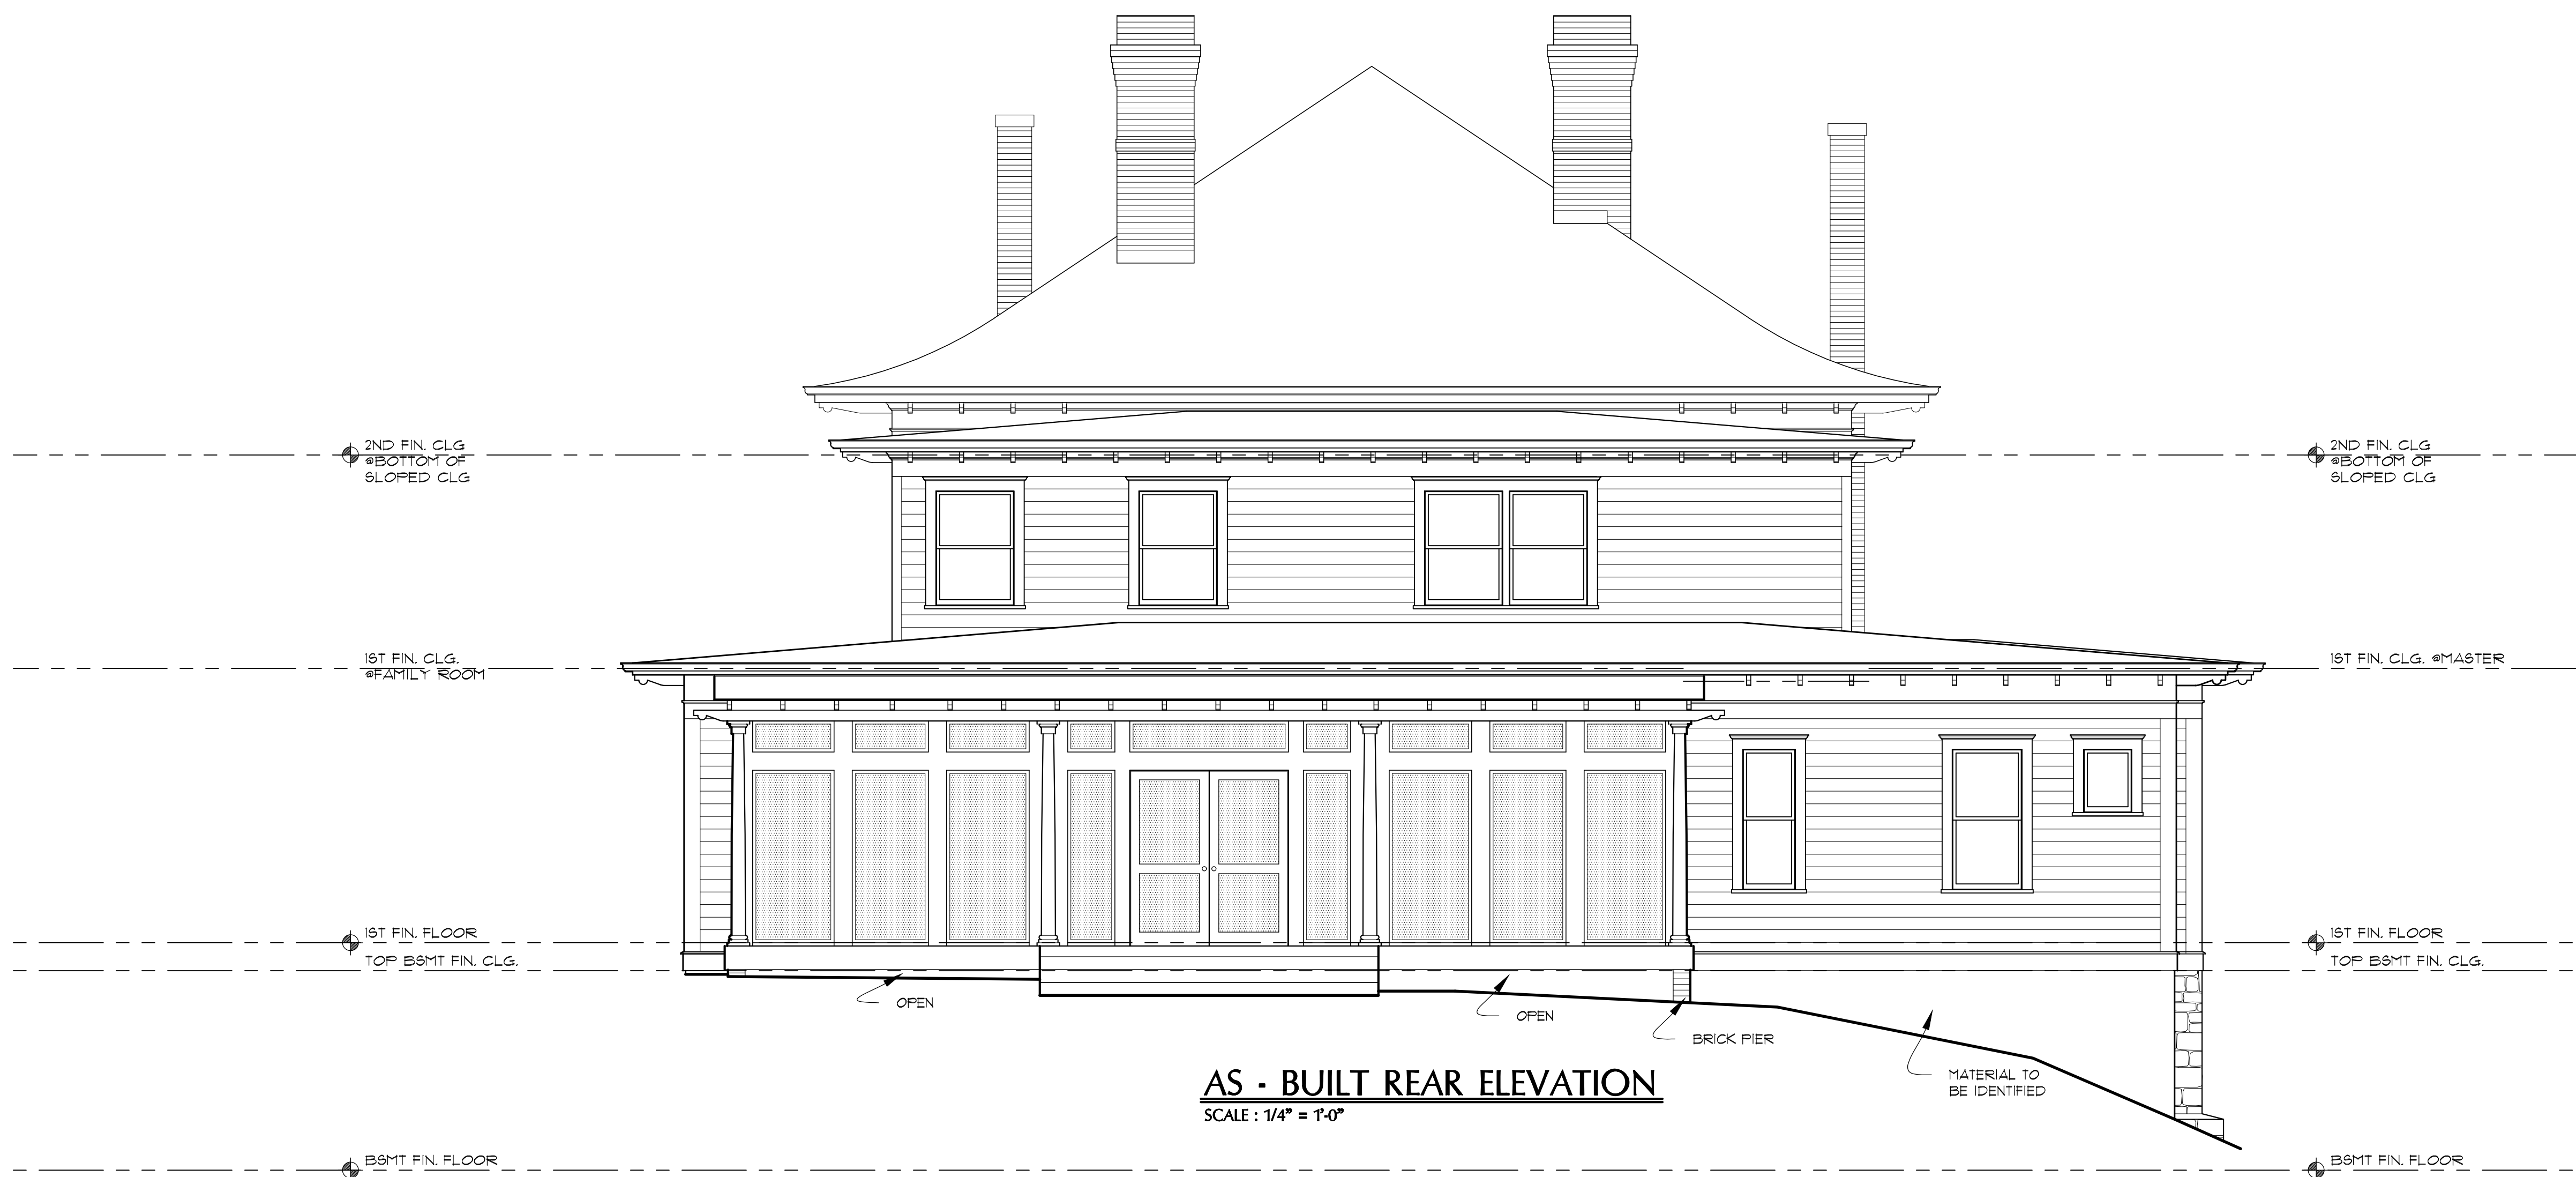 2ND FIN. CLG
@BOTTOM OF
SLOPED CLG
2ND FIN. CLG
@BOTTOM OF
SLOPED CLG
1ST FIN. CLG.
@FAMILY ROOM
1ST FIN. CLG. @MASTER
1ST FIN. FLOOR
TOP BSMT FIN. CLG.
1ST FIN. FLOOR
TOP BSMT FIN. CLG.
OPEN
OPEN
BRICK PIER
MATERIAL TO
BE IDENTIFIED
AS - BUILT REAR ELEVATION
SCALE : 1/4" = 1'-0"
BSMT FIN. FLOOR
BSMT FIN. FLOOR